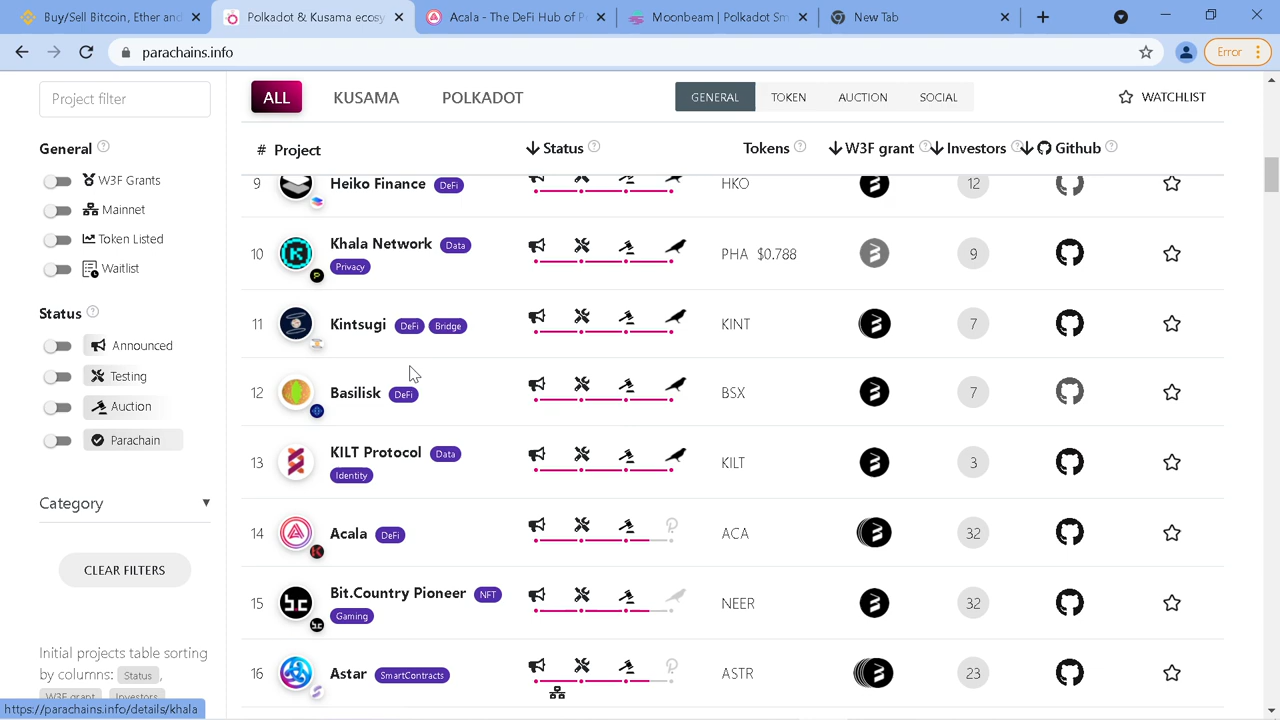 Buy/Sell Bitcoin, Ether and
Polkadot & Kusama ecosy
Acala - The DeFi Hub of P
Moonbeam | Polkadot Sm
New Tab
parachains.info
Error
Project filter
ALL
KUSAMA
POLKADOT
GENERAL
TOKEN
AUCTION
SOCIAL
WATCHLIST
General
W3F Grants
Mainnet
Token Listed
Waitlist
Status
Announced
Testing
Auction
Parachain
Category
CLEAR FILTERS
Initial projects table sorting
by columns: Status,
W3F grant Investors
# Project
Status
Tokens
W3F grant
Investors
Github
9 Heiko Finance DeFi HKO 12
10 Khala Network Data PHA $0.788 9
Privacy
11 Kintsugi DeFi Bridge KINT 7
12 Basilisk DeFi BSX 7
13 KILT Protocol Data KILT 3
Identity
14 Acala DeFi ACA 32
15 Bit.Country Pioneer NFT NEER 32
Gaming
16 Astar SmartContracts ASTR 23
https://parachains.info/details/khala